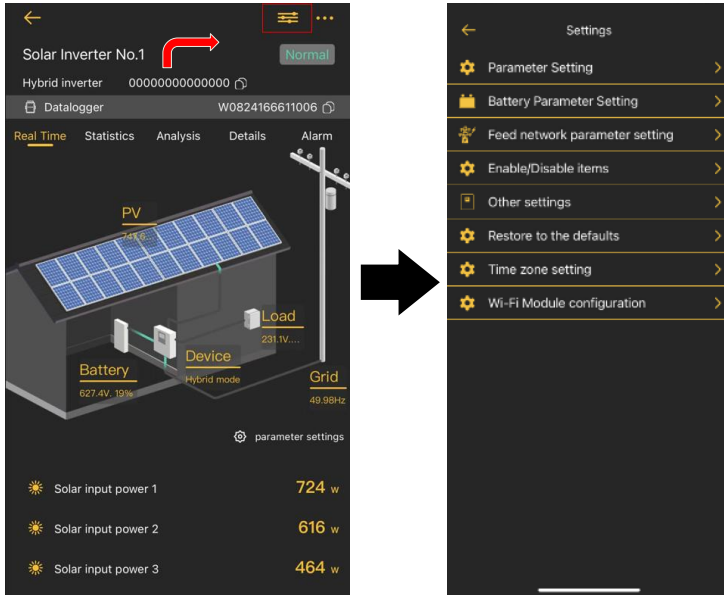 Solar Inverter No.1
Normal
Hybrid inverter 00000000000000
Datalogger W0824166611006
Real Time Statistics Analysis Details Alarm
PV
747.6...
Load
231.1V....
Device
Hybrid mode
Battery
627.4V. 19%
Grid
49.98Hz
parameter settings
Solar input power 1 724 w
Solar input power 2 616 w
Solar input power 3 464 w
Settings
Parameter Setting
Battery Parameter Setting
Feed network parameter setting
Enable/Disable items
Other settings
Restore to the defaults
Time zone setting
Wi-Fi Module configuration